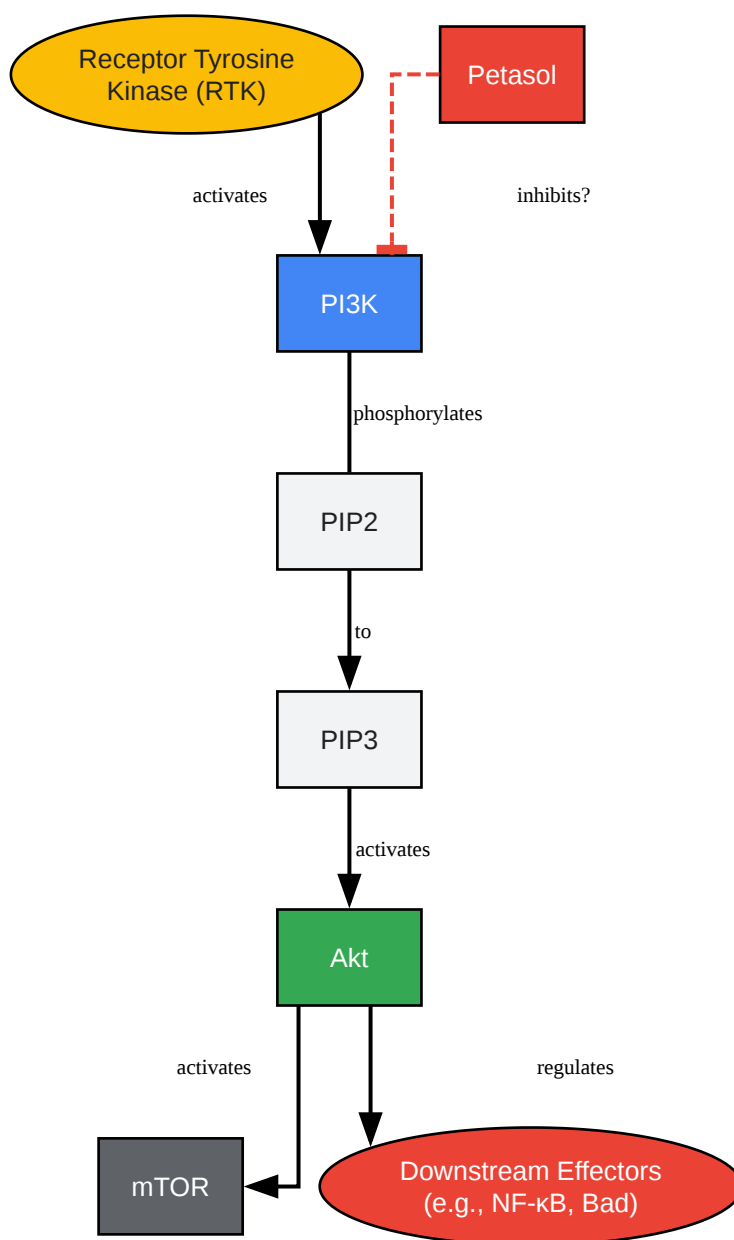 Receptor Tyrosine
Kinase (RTK)
Petasol
activates
inhibits?
PI3K
phosphorylates
PIP2
to
PIP3
activates
Akt
activates
regulates
mTOR
Downstream Effectors
(e.g., NF-κB, Bad)